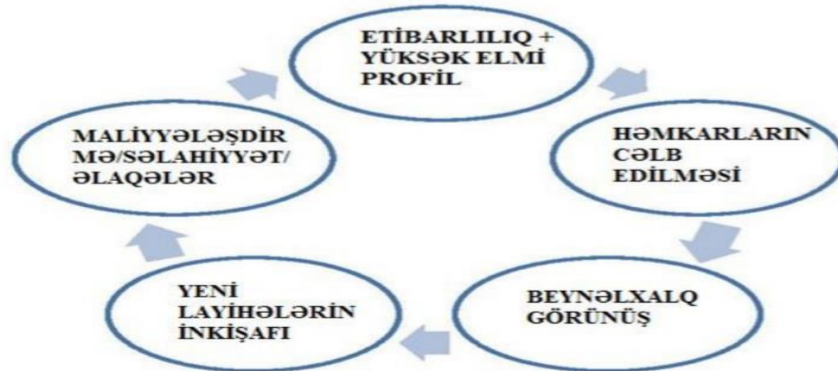 ETİBARLILIQ +
YÜKSƏK ELMİ
PROFİL
HƏMKARLARIN
CƏLB
EDİLMƏSİ
BEYNƏLXALQ
GÖRÜNÜŞ
YENİ
LAYİHƏLƏRİN
İNKİŞAFI
MALİYYƏLƏŞDİR
MƏ/SƏLAHİYYƏT/
ƏLAQƏLƏR